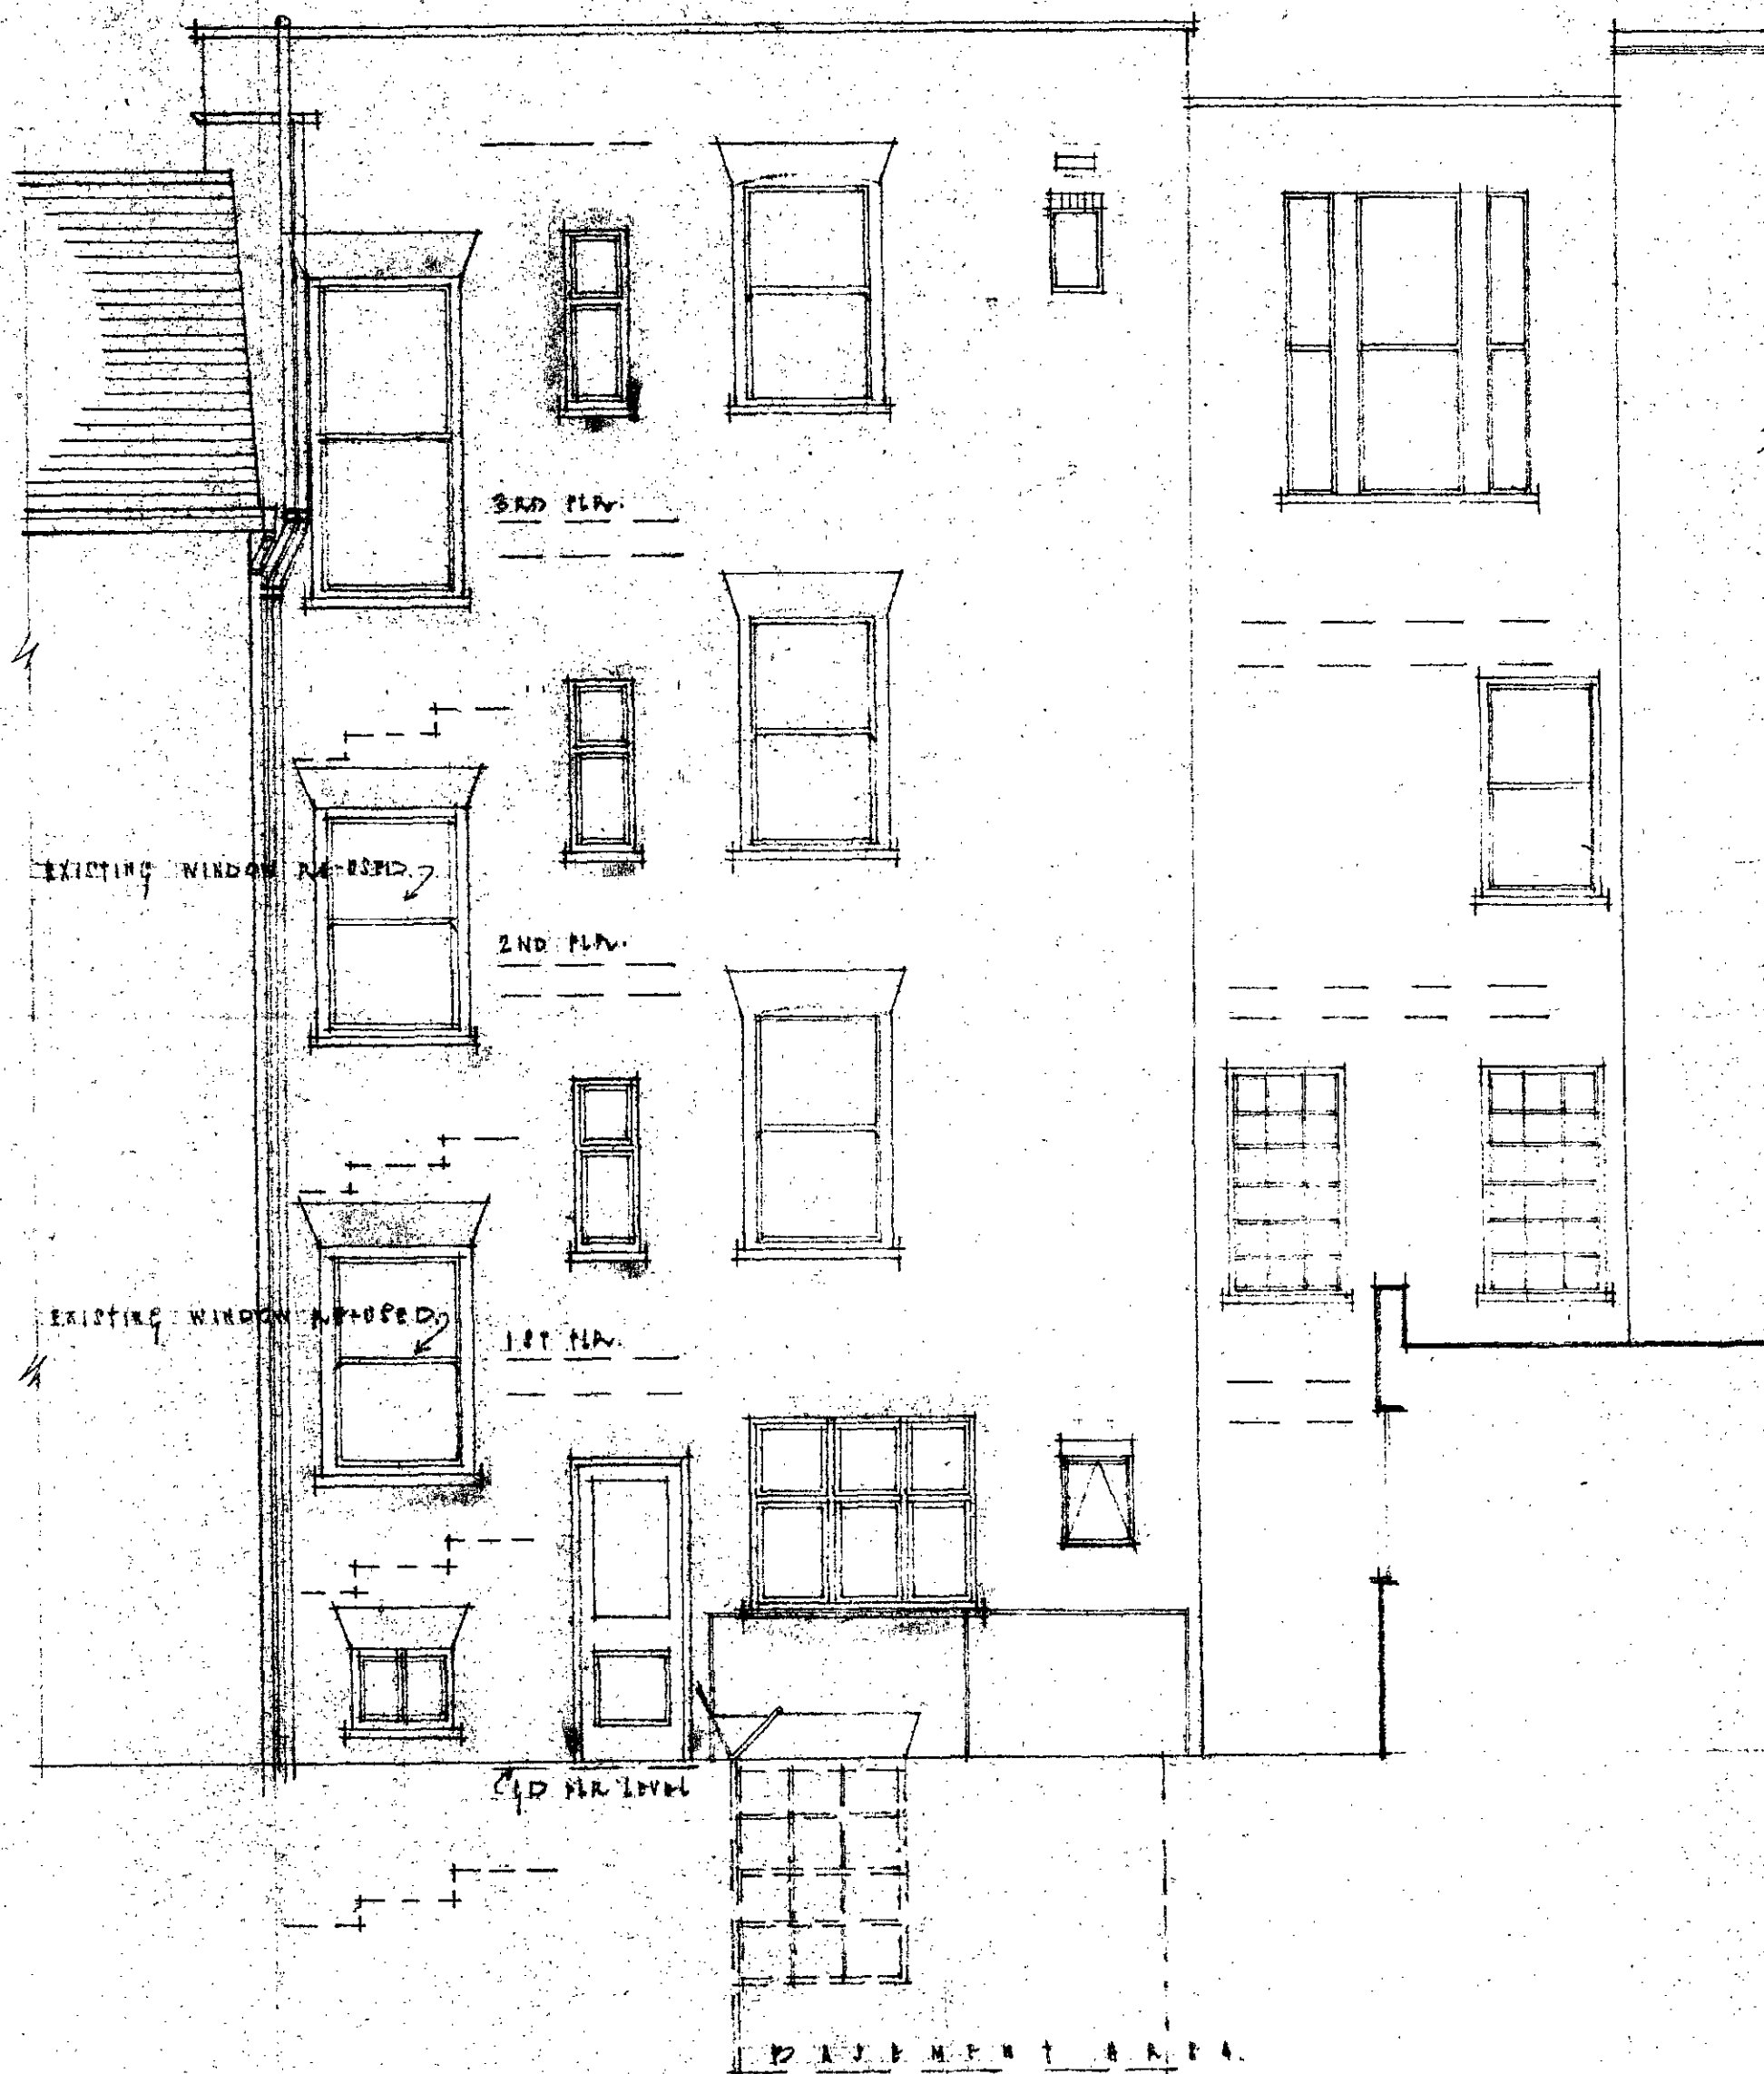 3RD FLR.
EXISTING WINDOW RE-USED.
2ND FLR.
EXISTING WINDOW RE-USED.
1ST FLR.
GD FLR LEVEL
BASEMENT AREA.